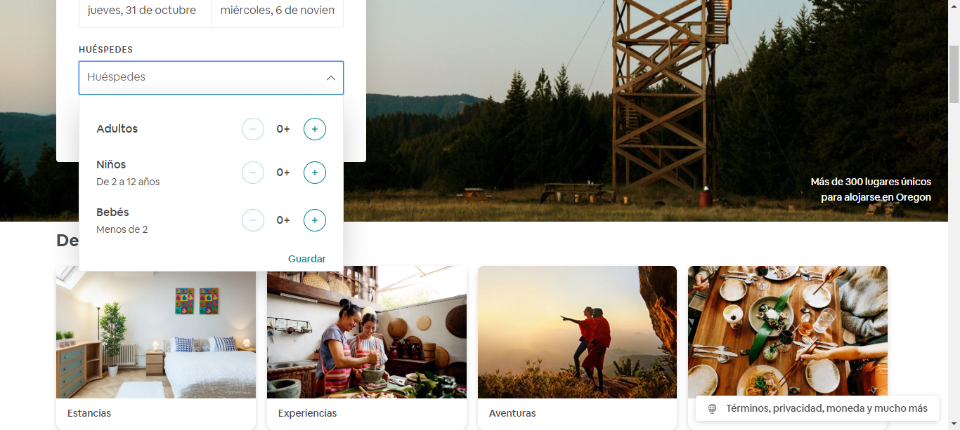 jueves, 31 de octubre
miércoles, 6 de noviem
HUÉSPEDES
Huéspedes
Adultos
0+
Niños
De 2 a 12 años
0+
Bebés
Menos de 2
0+
Guardar
Más de 300 lugares únicos
para alojarse en Oregon
Estancias
Experiencias
Aventuras
Términos, privacidad, moneda y mucho más